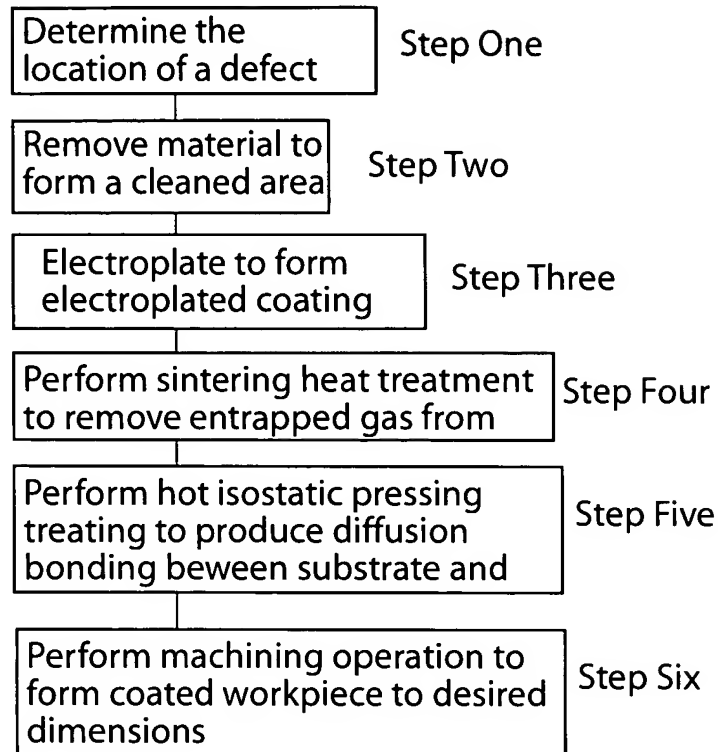 Determine the
location of a defect
Step One
Remove material to
form a cleaned area
Step Two
Electroplate to form
electroplated coating
Step Three
Perform sintering heat treatment
to remove entrapped gas from
Step Four
Perform hot isostatic pressing
treating to produce diffusion
bonding beween substrate and
Step Five
Perform machining operation to
form coated workpiece to desired
dimensions
Step Six